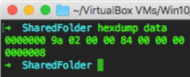 ~/VirtualBox VMs/Win10
→ SharedFolder hexdump data
0000000 9a 02 00 00 84 00 00 00
0000008
→ SharedFolder